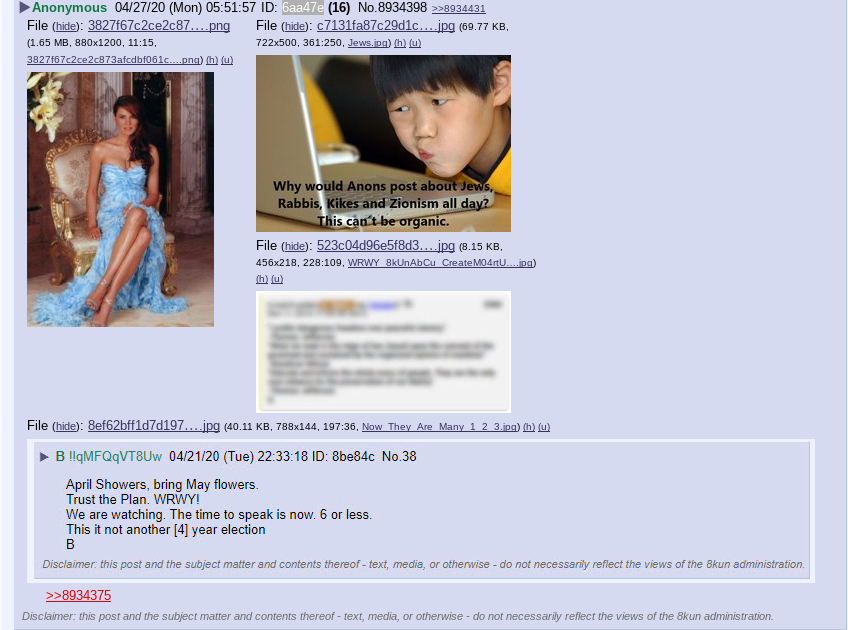 ▶Anonymous 04/27/20 (Mon) 05:51:57 ID: 6aa47e (16) No.8934398 >>8934431
File (hide): 3827f67c2ce2c87….png
(1.65 MB, 880x1200, 11:15,
3827f67c2ce2c873afcdbf061c….png) (h) (u)
File (hide): c7131fa87c29d1c….jpg (69.77 KB,
722x500, 361:250, Jews.jpg) (h) (u)
Why would Anons post about Jews,
Rabbis, Kikes and Zionism all day?
This can't be organic.
File (hide): 523c04d96e5f8d3….jpg (8.15 KB,
456x218, 228:109, WRWY_8kUnAbCu_CreateM04rtU….jpg)
(h) (u)
File (hide): 8ef62bff1d7d197….jpg (40.11 KB, 788x144, 197:36, Now_They_Are_Many_1_2_3.jpg) (h) (u)
▶ B !!qMFQqVT8Uw 04/21/20 (Tue) 22:33:18 ID: 8be84c No.38
April Showers, bring May flowers.
Trust the Plan. WRWY!
We are watching. The time to speak is now. 6 or less.
This it not another [4] year election
B
Disclaimer: this post and the subject matter and contents thereof - text, media, or otherwise - do not necessarily reflect the views of the 8kun administration.
>>8934375
Disclaimer: this post and the subject matter and contents thereof - text, media, or otherwise - do not necessarily reflect the views of the 8kun administration.